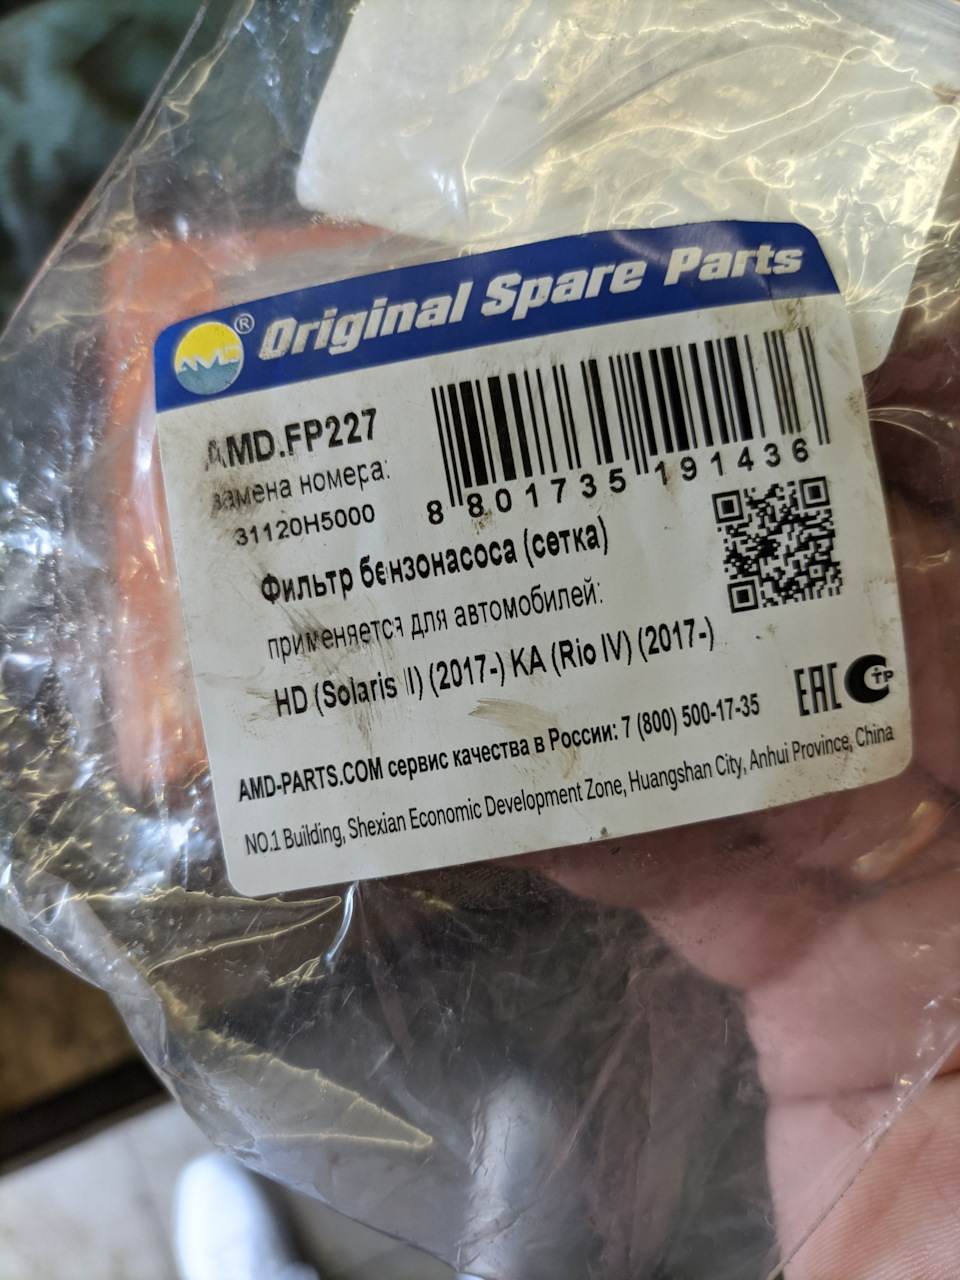 AMD ® Original Spare Parts
AMD.FP227
замена номера:
31120H5000
8 801735 191436
Фильтр бензонасоса (сетка)
применяется для автомобилей:
HD (Solaris II) (2017-) KA (Rio IV) (2017-)
EAC
AMD-PARTS.COM сервис качества в России: 7 (800) 500-17-35
NO.1 Building, Shexian Economic Development Zone, Huangshan City, Anhui Province, China